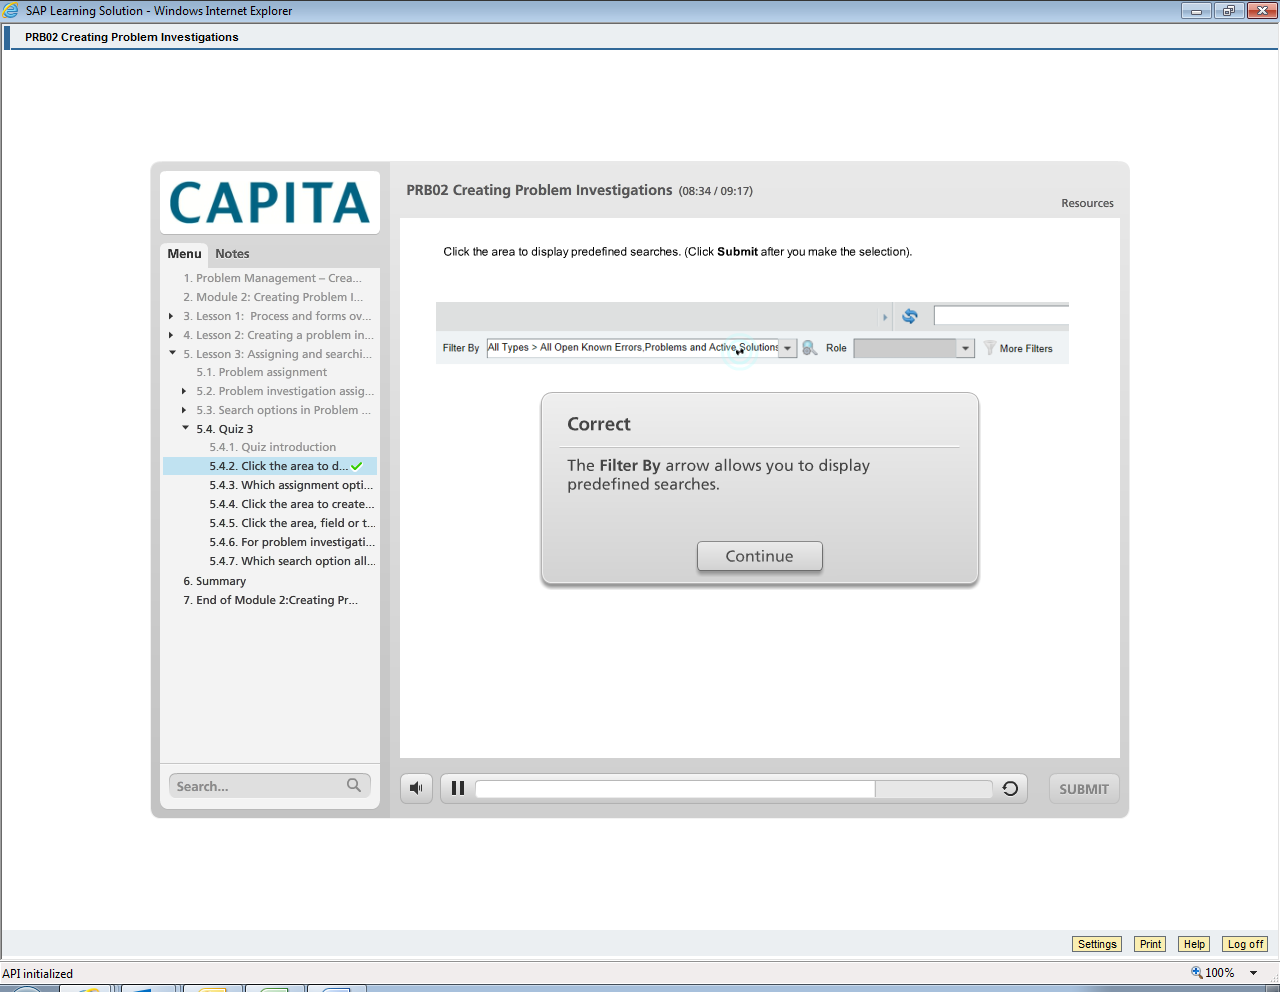 SAP Learning Solution - Windows Internet Explorer
PRB02 Creating Problem Investigations
CAPITA
PRB02 Creating Problem Investigations (08:34 / 09:17)
Resources
Menu
Notes
1. Problem Management – Crea...
2. Module 2: Creating Problem I...
3. Lesson 1: Process and forms ov...
4. Lesson 2: Creating a problem in...
5. Lesson 3: Assigning and searchi...
5.1. Problem assignment
5.2. Problem investigation assig...
5.3. Search options in Problem ...
5.4. Quiz 3
5.4.1. Quiz introduction
5.4.2. Click the area to d...
5.4.3. Which assignment opti...
5.4.4. Click the area to create...
5.4.5. Click the area, field or t...
5.4.6. For problem investigati...
5.4.7. Which search option all...
6. Summary
7. End of Module 2:Creating Pr...
Search...
Click the area to display predefined searches. (Click Submit after you make the selection).
Filter By
All Types > All Open Known Errors,Problems and Active Solutions
Role
More Filters
Correct
The Filter By arrow allows you to display
predefined searches.
Continue
SUBMIT
Settings
Print
Help
Log off
API initialized
100%